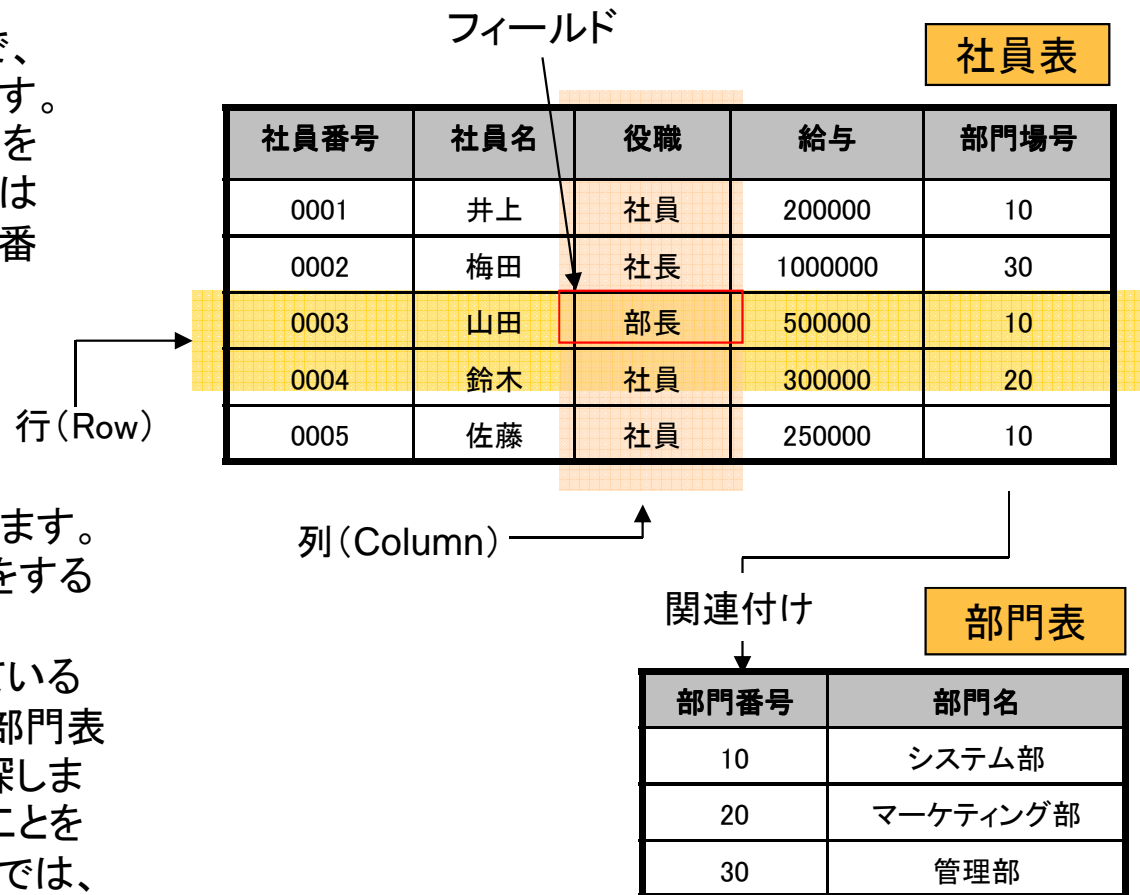 フィールド
社員表
で、
す。
を
は
番
社員番号 社員名 役職 給与 部門場号
0001 井上 社員 200000 10
0002 梅田 社長 1000000 30
0003 山田 部長 500000 10
0004 鈴木 社員 300000 20
0005 佐藤 社員 250000 10
行(Row)
列(Column)
ます。
をする
ている
部門表
探しま
ことを
では、
関連付け
部門表
部門番号 部門名
10 システム部
20 マーケティング部
30 管理部